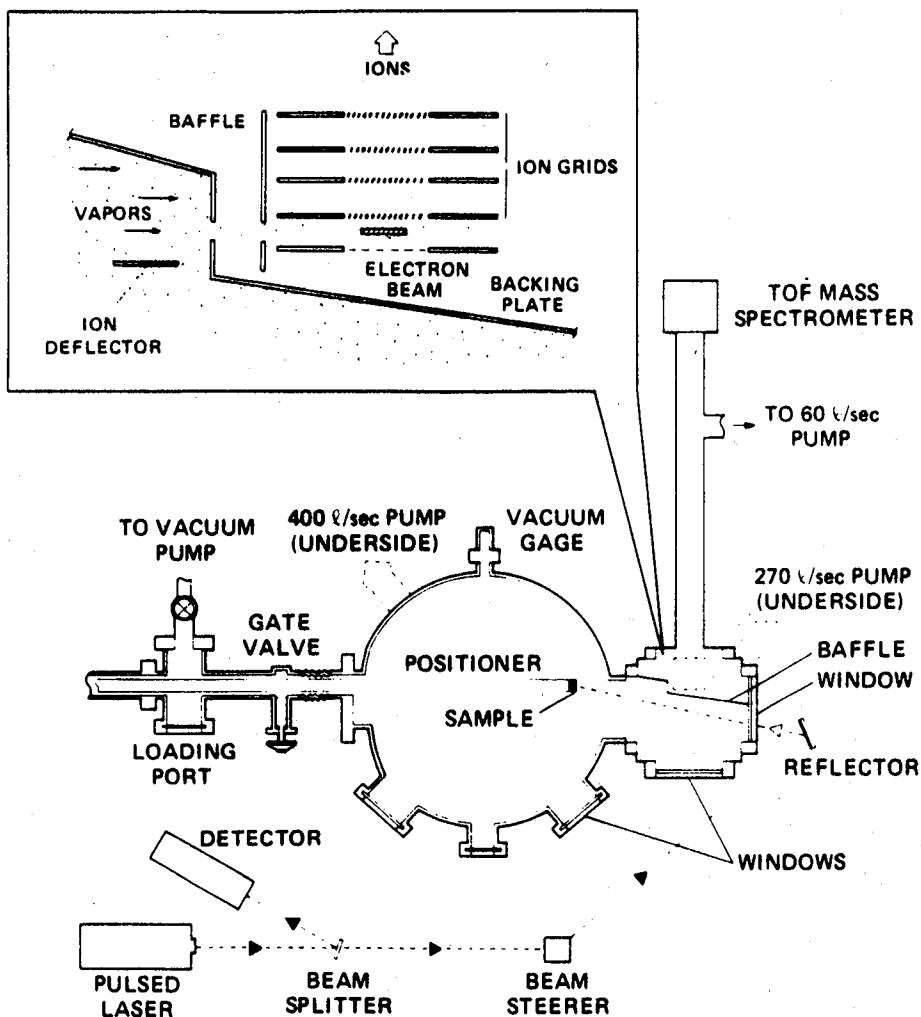 IONS
BAFFLE
ION GRIDS
VAPORS
ELECTRON
BEAM
BACKING
PLATE
ION
DEFLECTOR
TOF MASS
SPECTROMETER
TO 60 ℓ/sec
PUMP
TO VACUUM
PUMP
400 ℓ/sec PUMP
(UNDERSIDE)
VACUUM
GAGE
270 ℓ/sec PUMP
(UNDERSIDE)
GATE
VALVE
BAFFLE
WINDOW
POSITIONER
SAMPLE
LOADING
PORT
REFLECTOR
DETECTOR
WINDOWS
PULSED
LASER
BEAM
SPLITTER
BEAM
STEERER